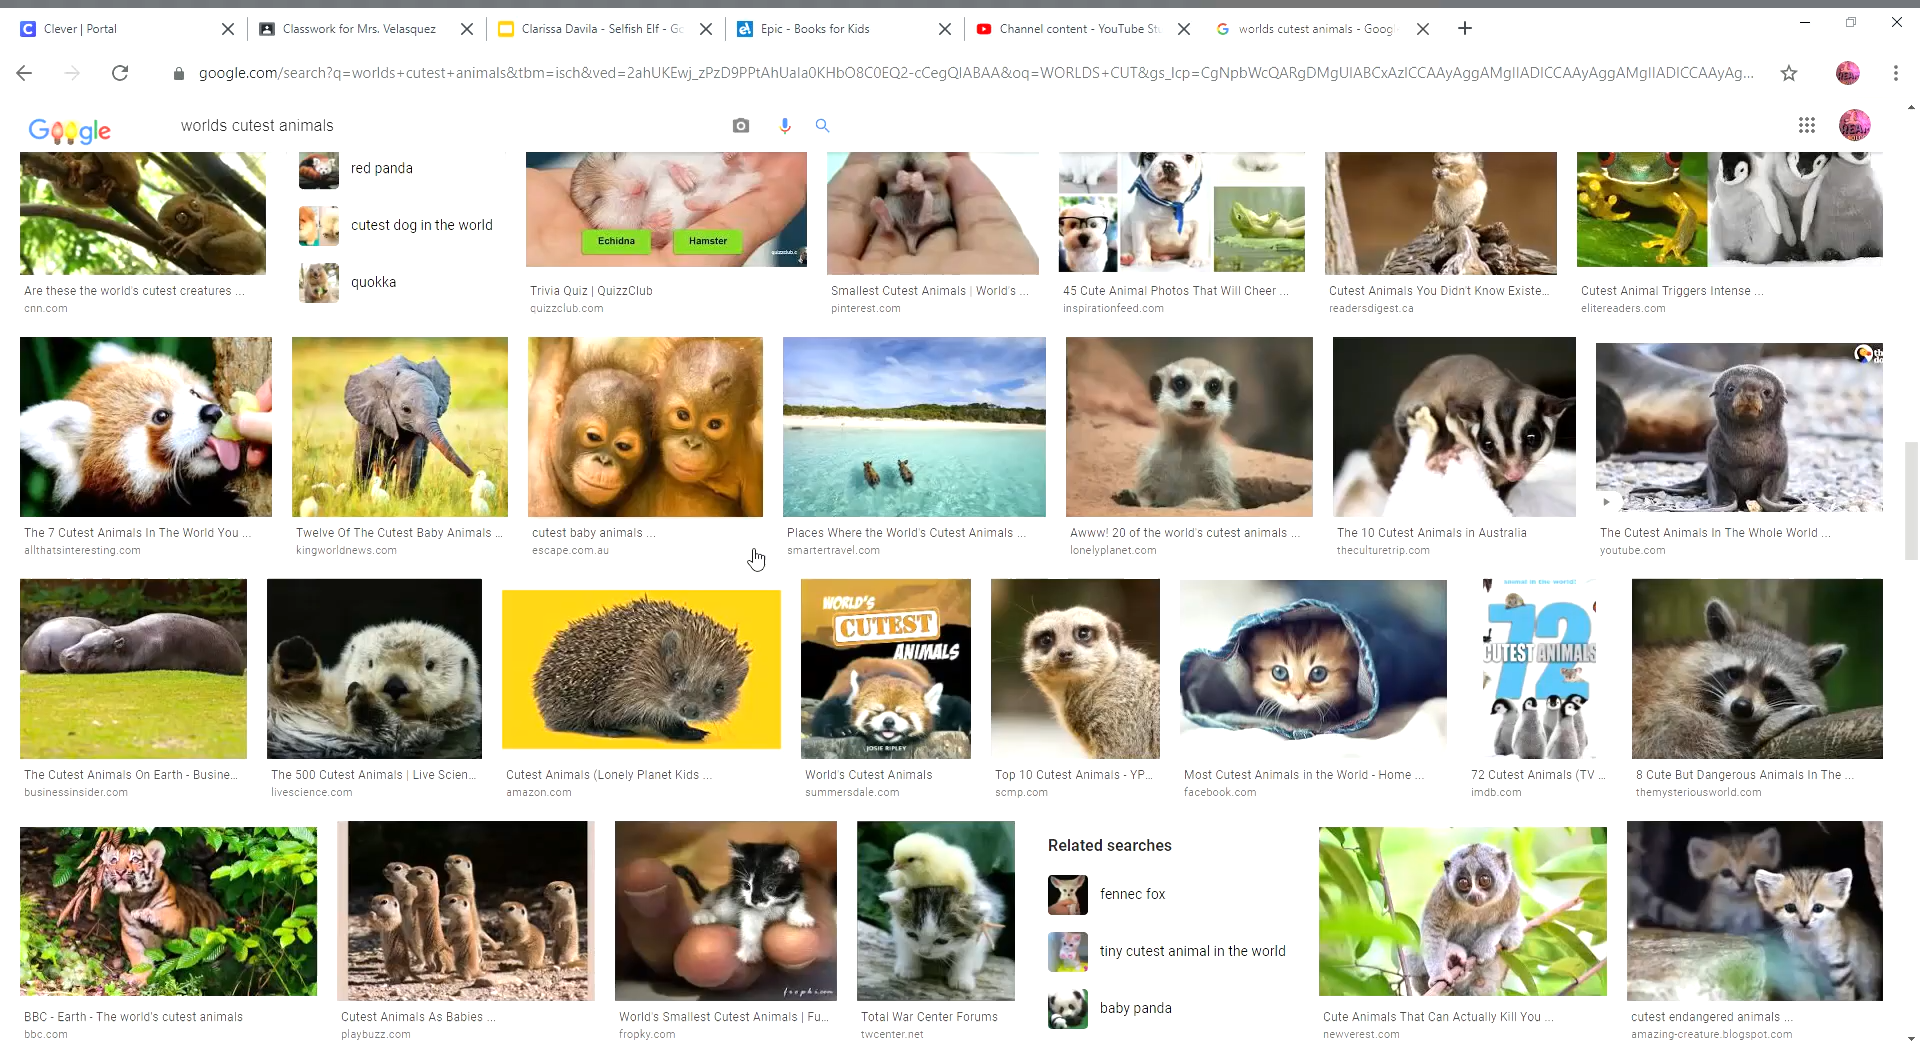 Clever | Portal
Classwork for Mrs. Velasquez
Clarissa Davila - Selfish Elf - Go
Epic - Books for Kids
Channel content - YouTube Stu
worlds cutest animals - Googl
google.com/search?q=worlds+cutest+animals&tbm=isch&ved=2ahUKEwj_zPzD9PPtAhUaIa0KHbO8C0EQ2-cCegQIABAA&oq=WORLDS+CUT&gs_lcp=CgNpbWcQARgDMgUIABCxAzICCAAyAggAMgIIADICCAAyAggAMgIIADICCAAyAg...
Google
worlds cutest animals
red panda
cutest dog in the world
quokka
Echidna
Hamster
Are these the world's cutest creatures ...
cnn.com
Trivia Quiz | QuizzClub
quizzclub.com
Smallest Cutest Animals | World's ...
pinterest.com
45 Cute Animal Photos That Will Cheer ...
inspirationfeed.com
Cutest Animals You Didn't Know Existe...
readersdigest.ca
Cutest Animal Triggers Intense ...
elitereaders.com
The 7 Cutest Animals In The World You ...
allthatsinteresting.com
Twelve Of The Cutest Baby Animals ...
kingworldnews.com
cutest baby animals ...
escape.com.au
Places Where the World's Cutest Animals ...
smartertravel.com
Awww! 20 of the world's cutest animals ...
lonelyplanet.com
The 10 Cutest Animals in Australia
theculturetrip.com
The Cutest Animals In The Whole World ...
youtube.com
WORLD'S
CUTEST
ANIMALS
JOSIE RIPLEY
animal in the world!
72
CUTEST ANIMALS
The Cutest Animals On Earth - Busine...
businessinsider.com
The 500 Cutest Animals | Live Scien...
livescience.com
Cutest Animals (Lonely Planet Kids ...
amazon.com
World's Cutest Animals
summersdale.com
Top 10 Cutest Animals - YP...
scmp.com
Most Cutest Animals in the World - Home ...
facebook.com
72 Cutest Animals (TV ...
imdb.com
8 Cute But Dangerous Animals In The ...
themysteriousworld.com
fropki.com
Related searches
fennec fox
tiny cutest animal in the world
baby panda
BBC - Earth - The world's cutest animals
bbc.com
Cutest Animals As Babies ...
playbuzz.com
World's Smallest Cutest Animals | Fu...
fropky.com
Total War Center Forums
twcenter.net
Cute Animals That Can Actually Kill You ...
newverest.com
cutest endangered animals ...
amazing-creature.blogspot.com